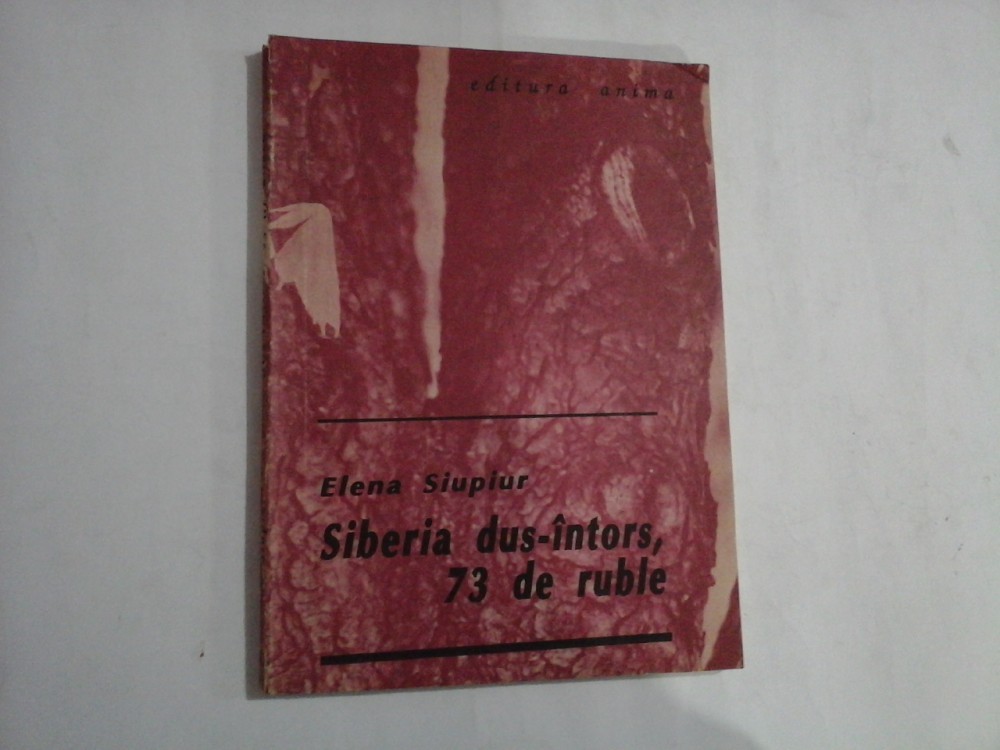 editura anima
Elena Siupiur
Siberia dus-întors,
73 de ruble